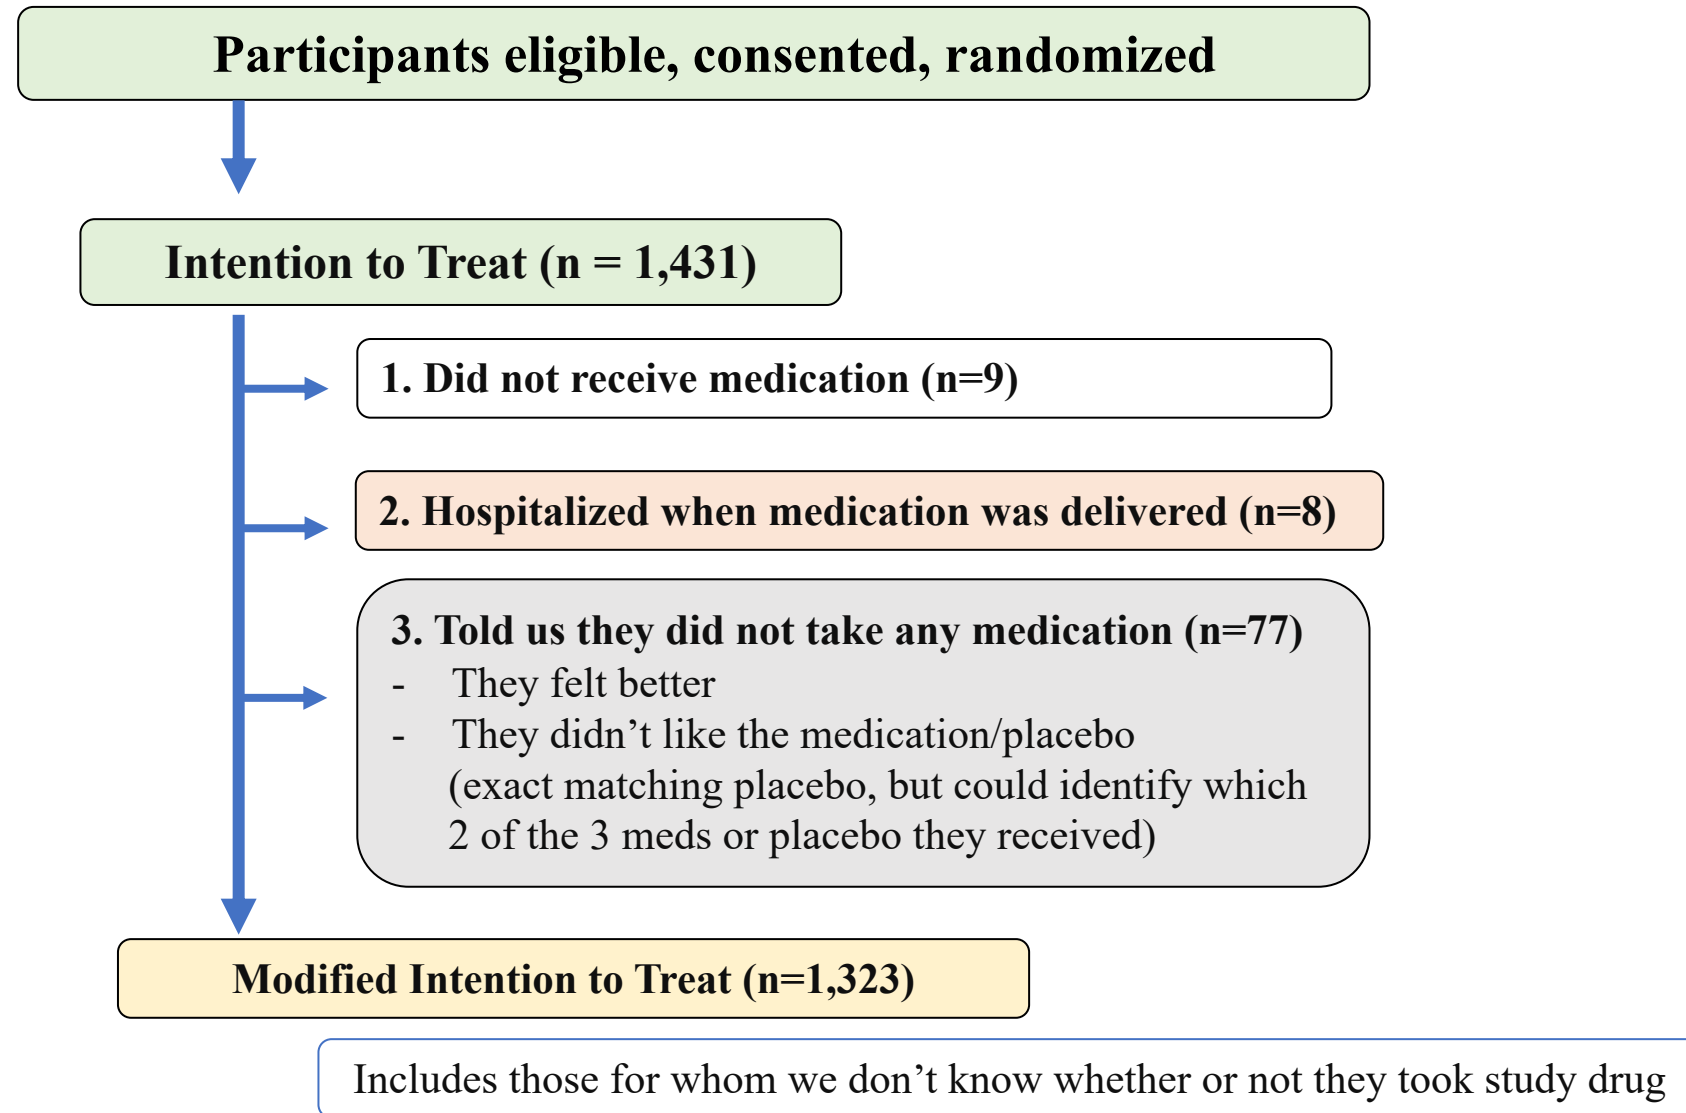 Participants eligible, consented, randomized
Intention to Treat (n = 1,431)
1. Did not receive medication (n=9)
2. Hospitalized when medication was delivered (n=8)
3. Told us they did not take any medication (n=77)
- They felt better
- They didn’t like the medication/placebo
(exact matching placebo, but could identify which
2 of the 3 meds or placebo they received)
Modified Intention to Treat (n=1,323)
Includes those for whom we don’t know whether or not they took study drug